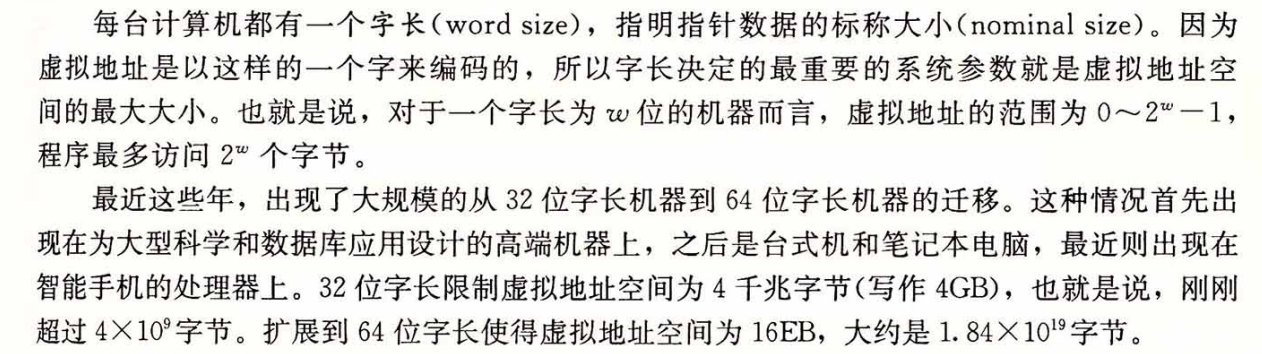 每台计算机都有一个字长(word size)，指明指针数据的标称大小(nominal size)。因为
虚拟地址是以这样的一个字来编码的，所以字长决定的最重要的系统参数就是虚拟地址空
间的最大大小。也就是说，对于一个字长为 w 位的机器而言，虚拟地址的范围为 0～2ʷ－1，
程序最多访问 2ʷ 个字节。
最近这些年，出现了大规模的从 32 位字长机器到 64 位字长机器的迁移。这种情况首先出
现在为大型科学和数据库应用设计的高端机器上，之后是台式机和笔记本电脑，最近则出现在
智能手机的处理器上。32 位字长限制虚拟地址空间为 4 千兆字节(写作 4GB)，也就是说，刚刚
超过 4×10⁹ 字节。扩展到 64 位字长使得虚拟地址空间为 16EB，大约是 1.84×10¹⁹ 字节。